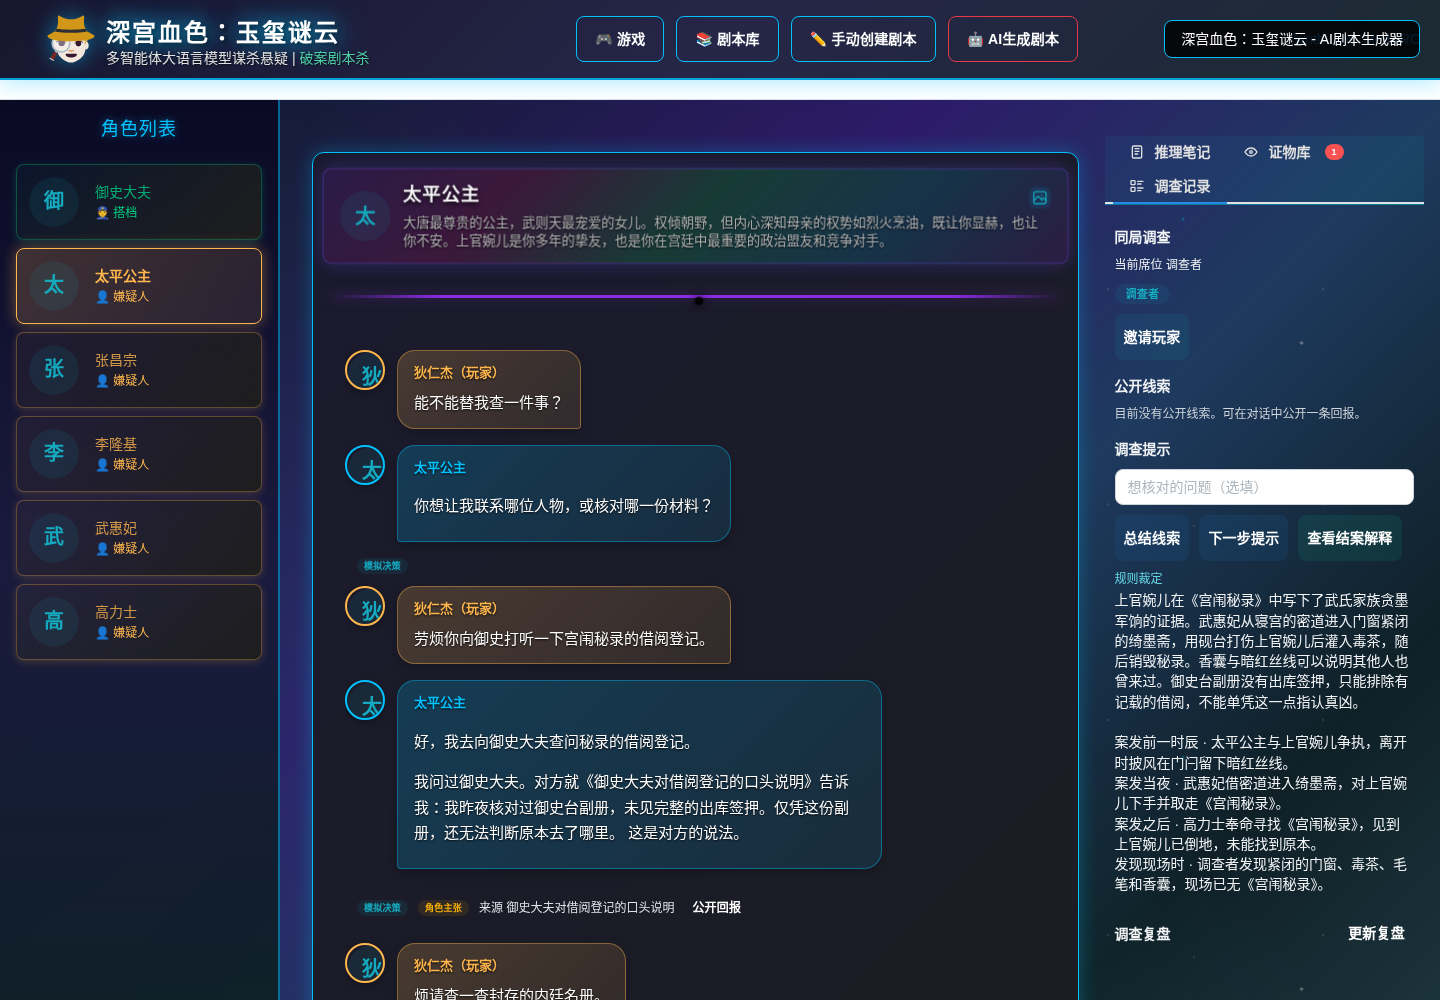 深宫血色：玉玺谜云
多智能体大语言模型谋杀悬疑 | 破案剧本杀
🎮 游戏
📚 剧本库
✏️ 手动创建剧本
🤖 AI生成剧本
深宫血色：玉玺谜云 - AI剧本生成器
角色列表
御
御史大夫
👮 搭档
太
太平公主
👤 嫌疑人
张
张昌宗
👤 嫌疑人
李
李隆基
👤 嫌疑人
武
武惠妃
👤 嫌疑人
高
高力士
👤 嫌疑人
太
太平公主
大唐最尊贵的公主，武则天最宠爱的女儿。权倾朝野，但内心深知母亲的权势如烈火烹油，既让你显赫，也让
你不安。上官婉儿是你多年的挚友，也是你在宫廷中最重要的政治盟友和竞争对手。
狄
狄仁杰（玩家）
能不能替我查一件事？
太
太平公主
你想让我联系哪位人物，或核对哪一份材料？
模拟决策
狄
狄仁杰（玩家）
劳烦你向御史打听一下宫闱秘录的借阅登记。
太
太平公主
好，我去向御史大夫查问秘录的借阅登记。
我问过御史大夫。对方就《御史大夫对借阅登记的口头说明》告诉
我：我昨夜核对过御史台副册，未见完整的出库签押。仅凭这份副
册，还无法判断原本去了哪里。 这是对方的说法。
模拟决策 角色主张 来源 御史大夫对借阅登记的口头说明 公开回报
狄
狄仁杰（玩家）
烦请查一查封存的内廷名册。
推理笔记
证物库 1
调查记录
同局调查
当前席位 调查者
调查者
邀请玩家
公开线索
目前没有公开线索。可在对话中公开一条回报。
调查提示
想核对的问题（选填）
总结线索 下一步提示 查看结案解释
规则裁定
上官婉儿在《宫闱秘录》中写下了武氏家族贪墨
军饷的证据。武惠妃从寝宫的密道进入门窗紧闭
的绮墨斋，用砚台打伤上官婉儿后灌入毒茶，随
后销毁秘录。香囊与暗红丝线可以说明其他人也
曾来过。御史台副册没有出库签押，只能排除有
记载的借阅，不能单凭这一点指认真凶。
案发前一时辰 · 太平公主与上官婉儿争执，离开
时披风在门闩留下暗红丝线。
案发当夜 · 武惠妃借密道进入绮墨斋，对上官婉
儿下手并取走《宫闱秘录》。
案发之后 · 高力士奉命寻找《宫闱秘录》，见到
上官婉儿已倒地，未能找到原本。
发现现场时 · 调查者发现紧闭的门窗、毒茶、毛
笔和香囊，现场已无《宫闱秘录》。
调查复盘
更新复盘